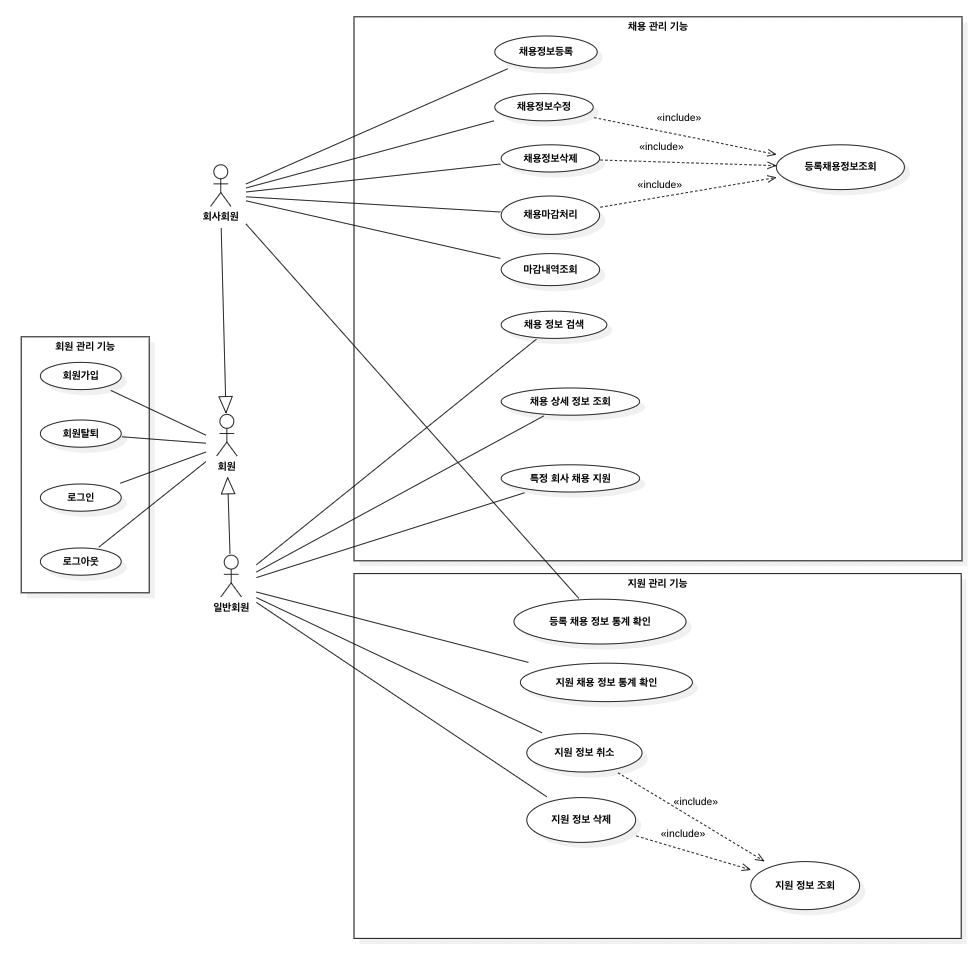 채용 관리 기능
채용정보등록
채용정보수정
«include»
채용정보삭제
«include»
등록채용정보조회
«include»
채용마감처리
회사회원
마감내역조회
채용 정보 검색
회원 관리 기능
회원가입
채용 상세 정보 조회
회원탈퇴
회원
특정 회사 채용 지원
로그인
로그아웃
지원 관리 기능
일반회원
등록 채용 정보 통계 확인
지원 채용 정보 통계 확인
지원 정보 취소
«include»
지원 정보 삭제
«include»
지원 정보 조회